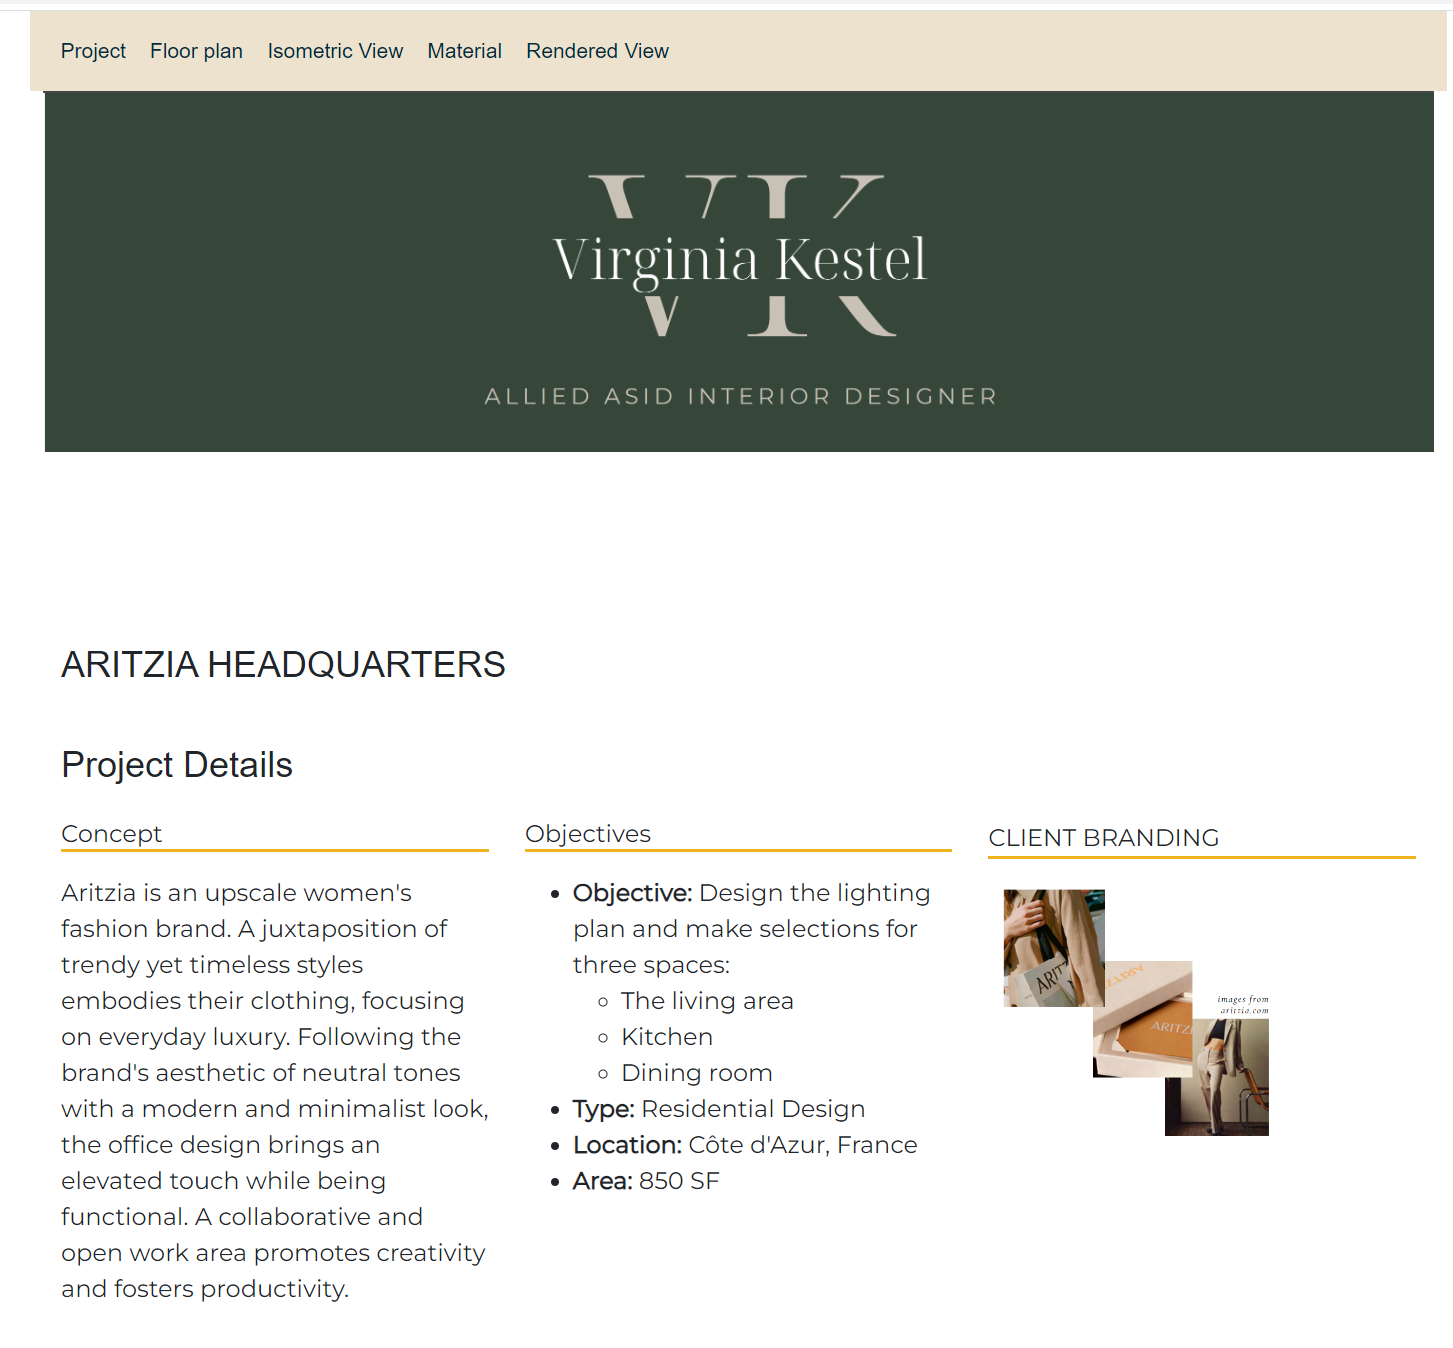 Project Floor plan Isometric View Material Rendered View
VK
Virginia Kestel
ALLIED ASID INTERIOR DESIGNER
ARITZIA HEADQUARTERS
Project Details
Concept
Aritzia is an upscale women's
fashion brand. A juxtaposition of
trendy yet timeless styles
embodies their clothing, focusing
on everyday luxury. Following the
brand's aesthetic of neutral tones
with a modern and minimalist look,
the office design brings an
elevated touch while being
functional. A collaborative and
open work area promotes creativity
and fosters productivity.
Objectives
Objective: Design the lighting
plan and make selections for
three spaces:
The living area
Kitchen
Dining room
Type: Residential Design
Location: Côte d'Azur, France
Area: 850 SF
CLIENT BRANDING
ARIT
ARITZ
ARITZI
images from
aritzia.com